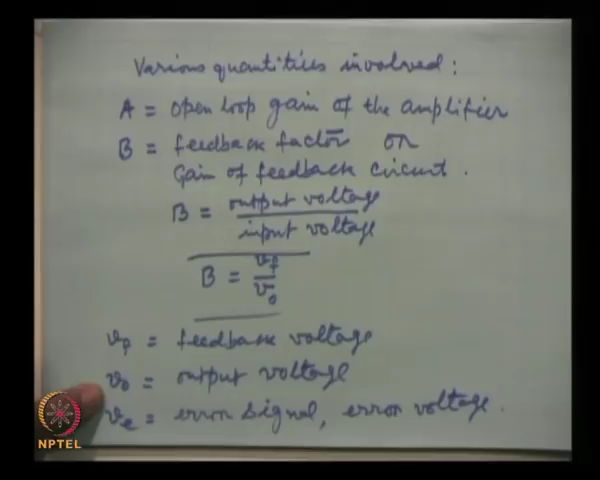 Various quantities involved:
A = open loop gain of the amplifier
B = feedback factor or
Gain of feedback circuit.
B = output voltage
input voltage
B = vf
vo
vf = feedback voltage
vo = output voltage
ve = error signal, error voltage.
NPTEL